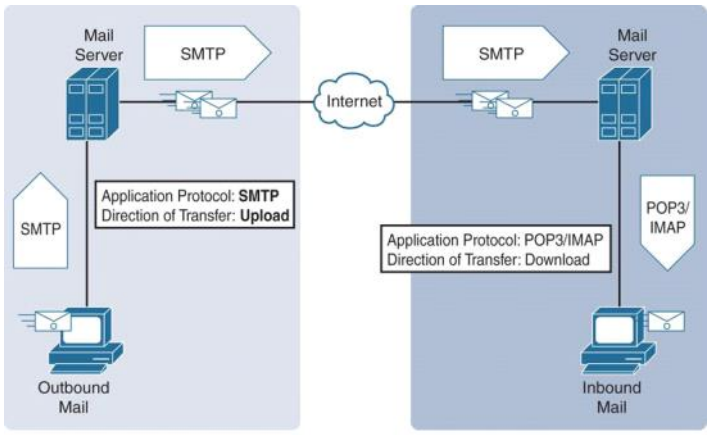 Mail
Server
SMTP
SMTP
Mail
Server
Internet
Application Protocol: SMTP
Direction of Transfer: Upload
SMTP
POP3/
IMAP
Application Protocol: POP3/IMAP
Direction of Transfer: Download
Outbound
Mail
Inbound
Mail